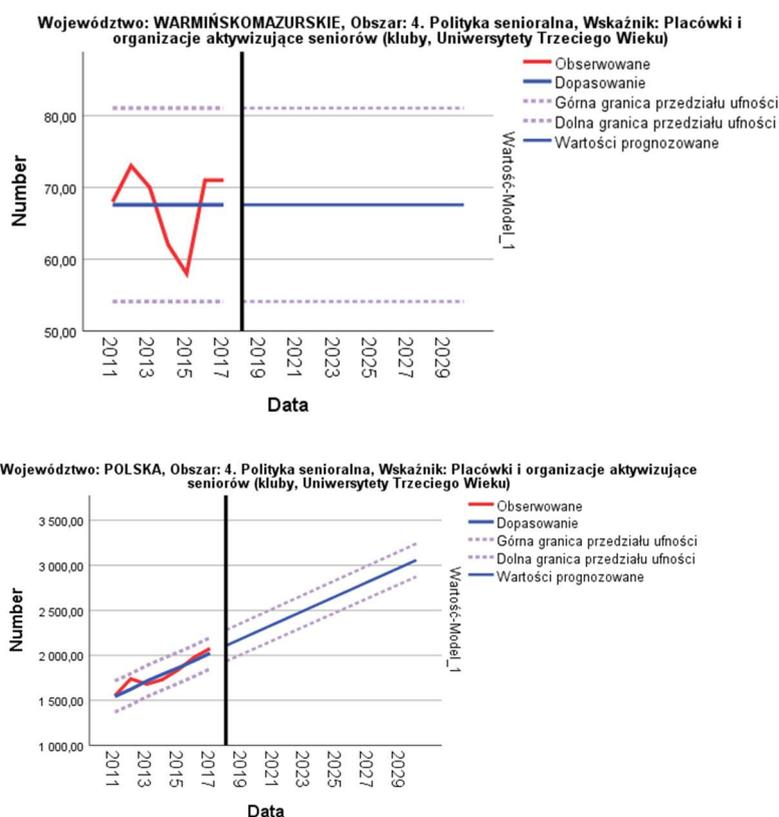 Województwo: WARMIŃSKOMAZURSKIE, Obszar: 4. Polityka senioralna, Wskaźnik: Placówki i
organizacje aktywizujące seniorów (kluby, Uniwersytety Trzeciego Wieku)
Obserwowane
Dopasowanie
Górna granica przedziału ufności
Dolna granica przedziału ufności
Wartości prognozowane
Wartość-Model_1
Number
80,00
70,00
60,00
50,00
2011
2013
2015
2017
2019
2021
2023
2025
2027
2029
Data
Województwo: POLSKA, Obszar: 4. Polityka senioralna, Wskaźnik: Placówki i organizacje aktywizujące
seniorów (kluby, Uniwersytety Trzeciego Wieku)
Obserwowane
Dopasowanie
Górna granica przedziału ufności
Dolna granica przedziału ufności
Wartości prognozowane
Wartość-Model_1
Number
3 500,00
3 000,00
2 500,00
2 000,00
1 500,00
1 000,00
2011
2013
2015
2017
2019
2021
2023
2025
2027
2029
Data